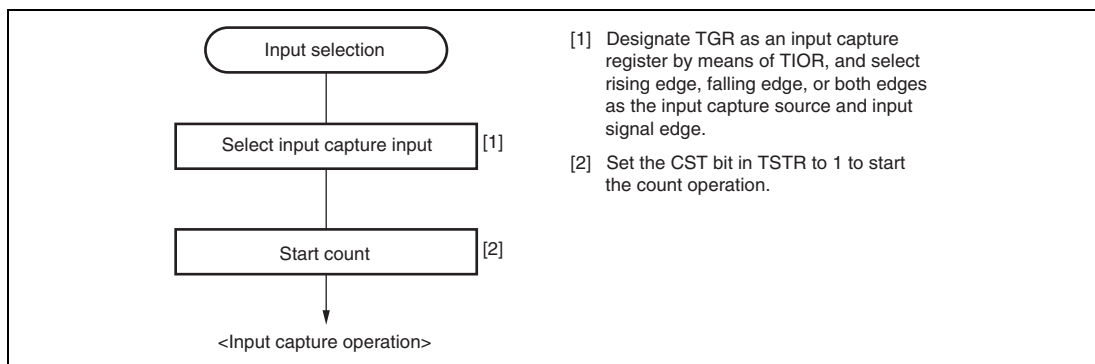 Input selection
Select input capture input
[1]
Start count
[2]
<Input capture operation>
[1] Designate TGR as an input capture
register by means of TIOR, and select
rising edge, falling edge, or both edges
as the input capture source and input
signal edge.
[2] Set the CST bit in TSTR to 1 to start
the count operation.